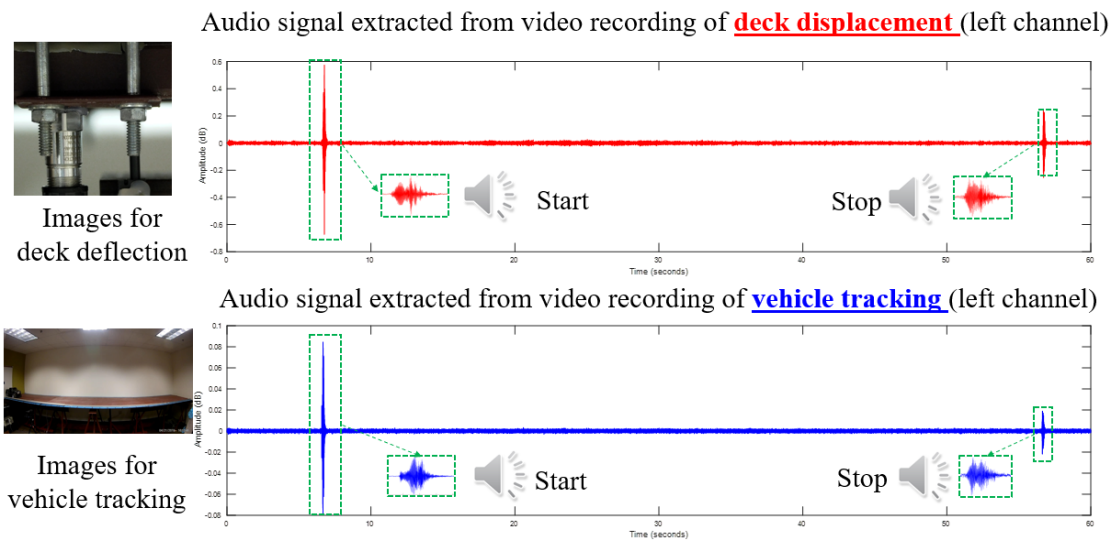 Audio signal extracted from video recording of deck displacement (left channel)
0.6
0.4
0.2
0
-0.2
-0.4
-0.6
-0.8
Amplitude (dB)
Start
Stop
0
10
20
30
40
50
60
Time (seconds)
Images for
deck deflection
Audio signal extracted from video recording of vehicle tracking (left channel)
0.1
0.08
0.06
0.04
0.02
0
-0.02
-0.04
-0.06
-0.08
Amplitude (dB)
Start
Stop
0
10
20
30
40
50
60
Time (seconds)
Images for
vehicle tracking